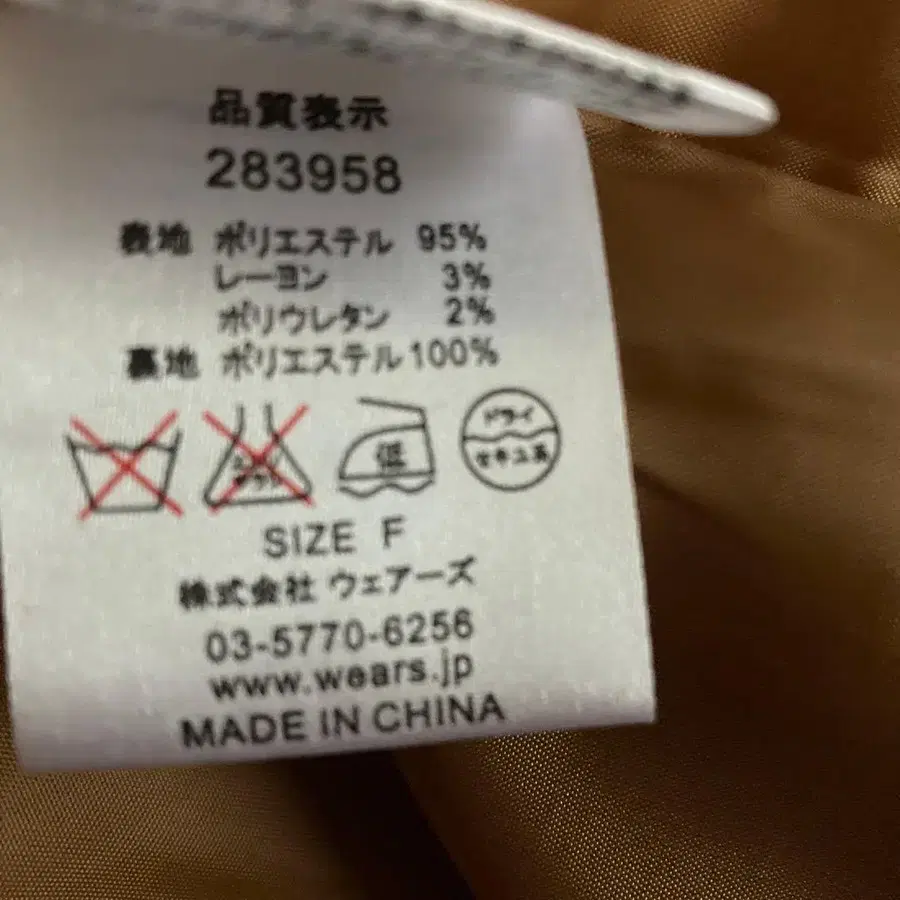 品質表示
283958
表地 ポリエステル 95%
レーヨン 3%
ポリウレタン 2%
裏地 ポリエステル 100%
低
ドライ
セキユ系
SIZE F
株式会社 ウェアーズ
03-5770-6256
www.wears.jp
MADE IN CHINA